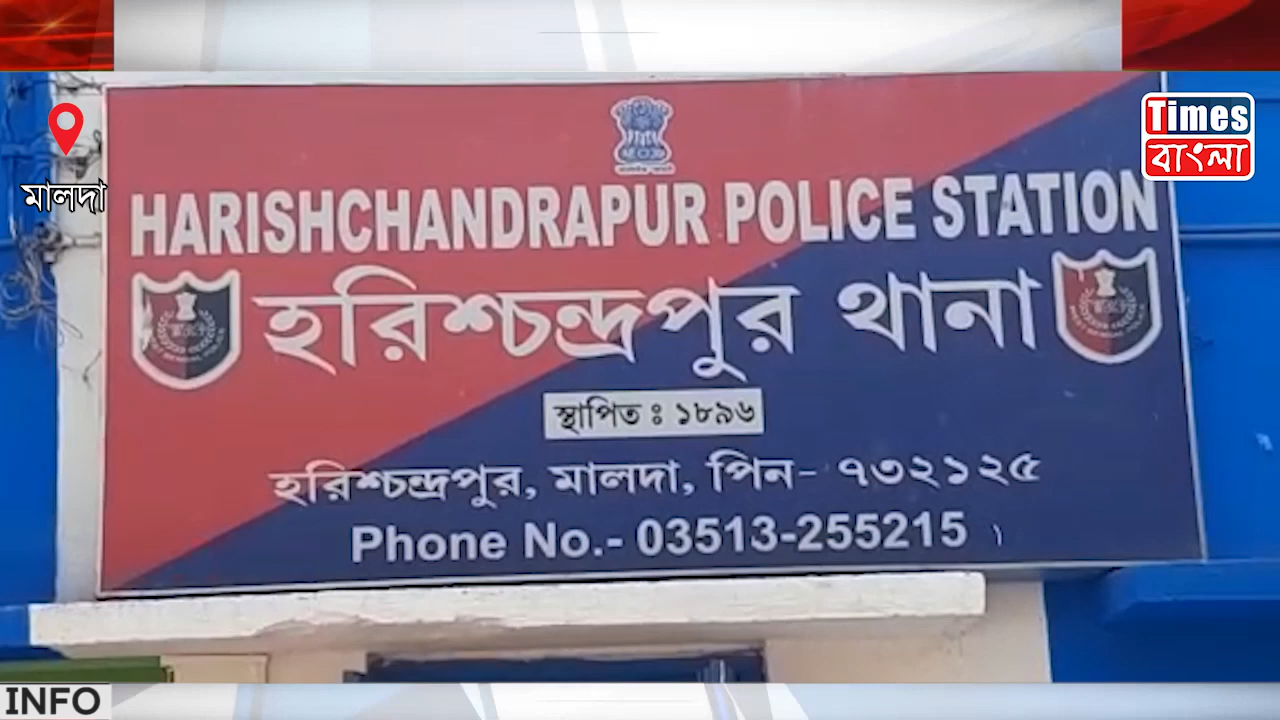 Times
বাংলা
মালদা
HARISHCHANDRAPUR POLICE STATION
হরিশ্চন্দ্রপুর থানা
স্থাপিত ঃ ১৮৯৬
হরিশ্চন্দ্রপুর, মালদা, পিন- ৭৩২১২৫
Phone No.- 03513-255215
INFO